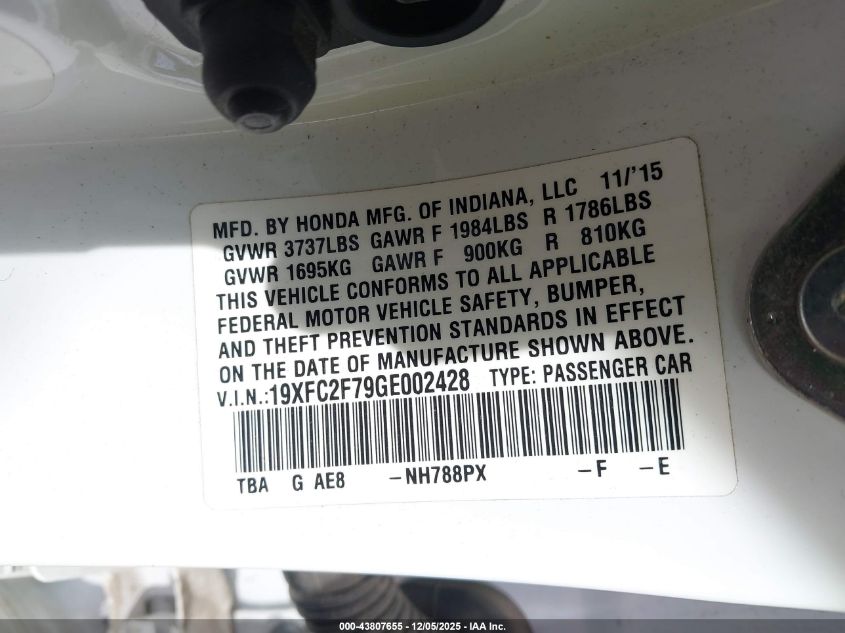 MFD. BY HONDA MFG. OF INDIANA, LLC 11/'15
GVWR 3737LBS GAWR F 1984LBS R 1786LBS
GVWR 1695KG GAWR F 900KG R 810KG
THIS VEHICLE CONFORMS TO ALL APPLICABLE
FEDERAL MOTOR VEHICLE SAFETY, BUMPER,
AND THEFT PREVENTION STANDARDS IN EFFECT
ON THE DATE OF MANUFACTURE SHOWN ABOVE.
V.I.N.:19XFC2F79GE002428 TYPE: PASSENGER CAR
TBA G AE8 -NH788PX -F -E
000-43807655 - 12/05/2025 - IAA, Inc.